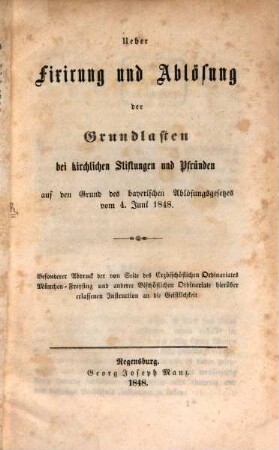 Ueber
Fixirung und Ablösung
der
Grundlasten
bei kirchlichen Stiftungen und Pfründen
auf den Grund des bayerischen Ablösungsgesetzes
vom 4. Juni 1848.
Besonderer Abdruck der von Seite des Erzbischöflichen Ordinariates
München-Freysing und anderer Bischöflichen Ordinariate hierüber
erlassenen Instruction an die Geistlichkeit.
Regensburg.
Georg Joseph Manz.
1848.